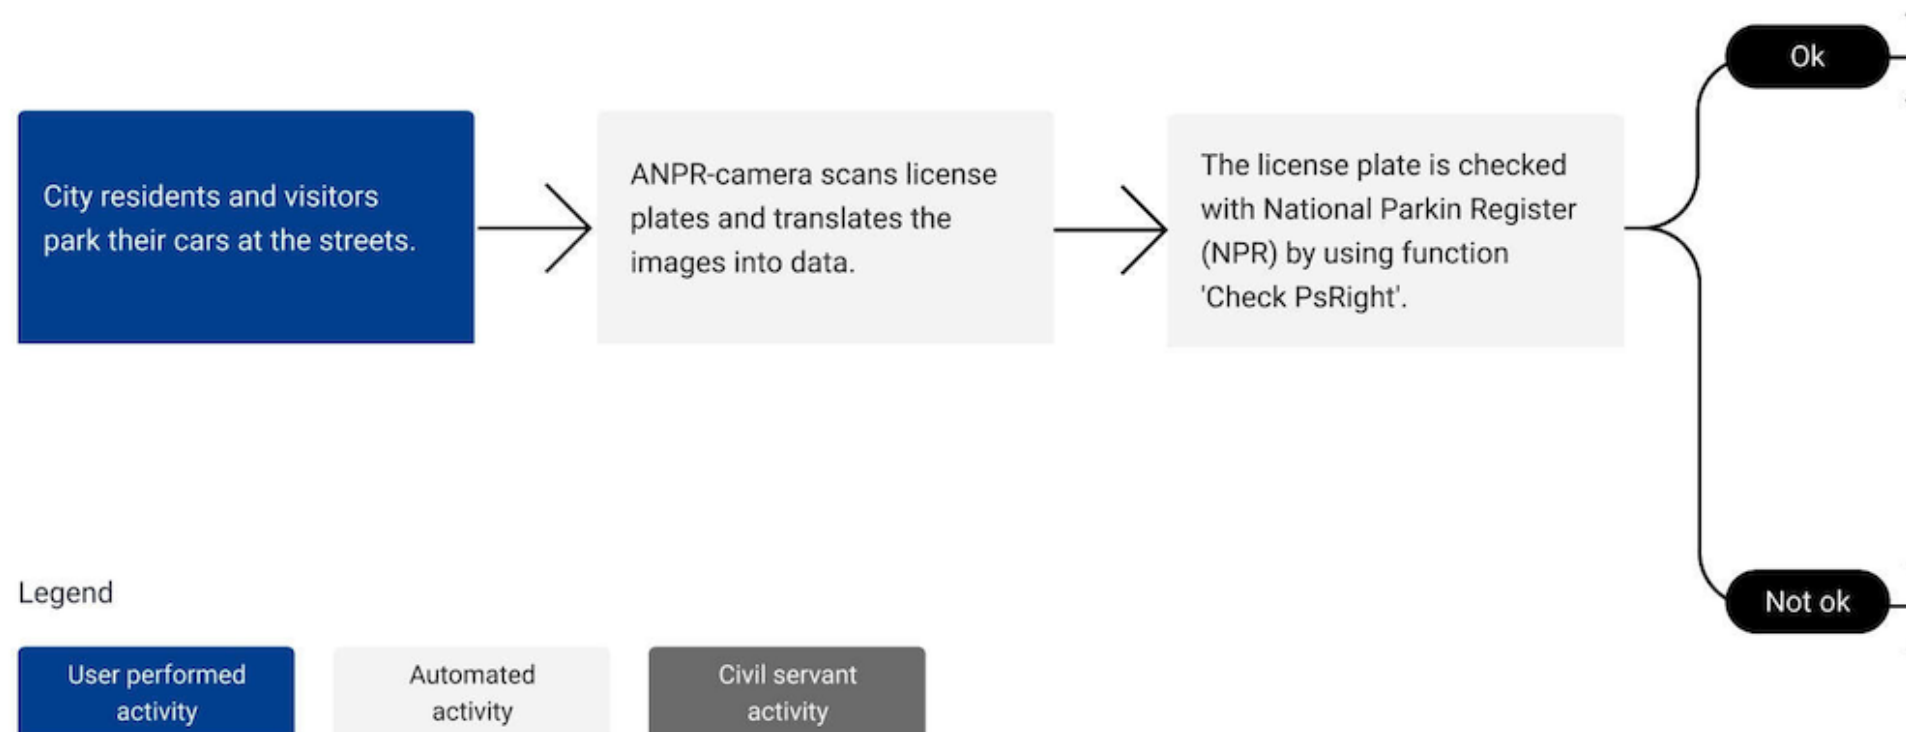 City residents and visitors
park their cars at the streets.
ANPR-camera scans license
plates and translates the
images into data.
The license plate is checked
with National Parkin Register
(NPR) by using function
'Check PsRight'.
Ok
Not ok
Legend
User performed
activity
Automated
activity
Civil servant
activity